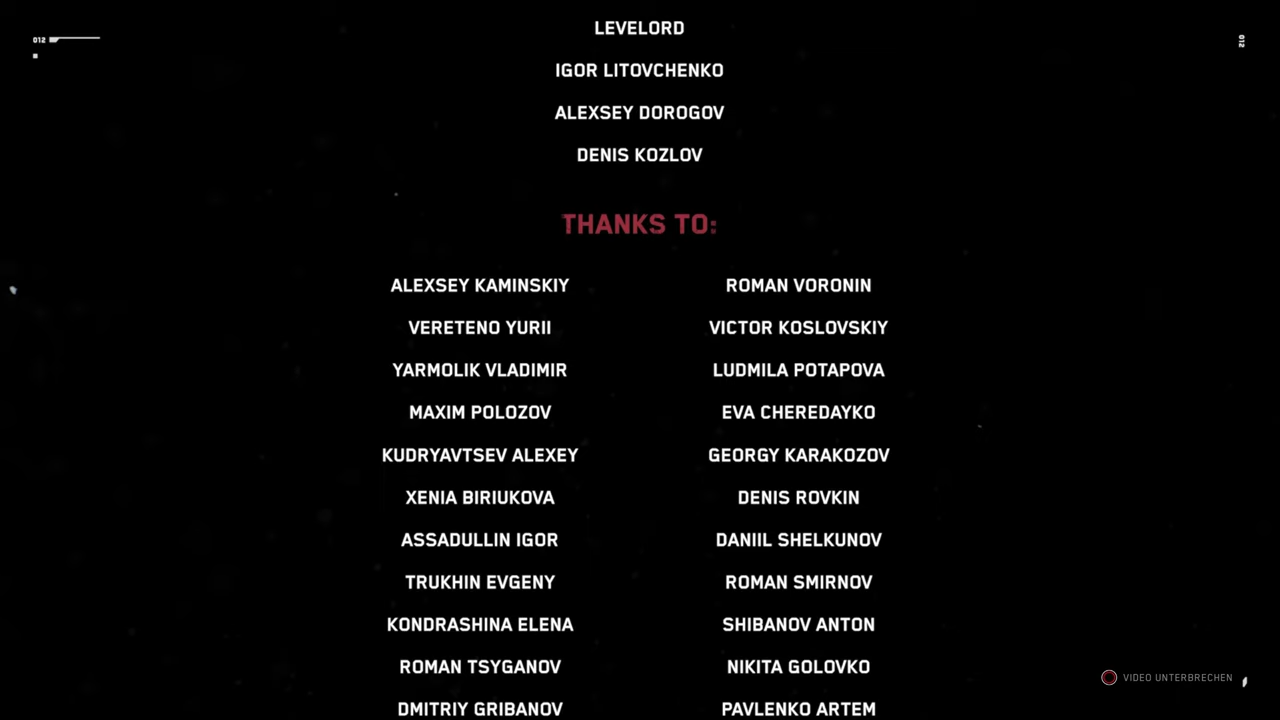 LEVELORD
012
012
IGOR LITOVCHENKO
ALEXSEY DOROGOV
DENIS KOZLOV
THANKS TO:
ALEXSEY KAMINSKIY ROMAN VORONIN
VERETENO YURII VICTOR KOSLOVSKIY
YARMOLIK VLADIMIR LUDMILA POTAPOVA
MAXIM POLOZOV EVA CHEREDAYKO
KUDRYAVTSEV ALEXEY GEORGY KARAKOZOV
XENIA BIRIUKOVA DENIS ROVKIN
ASSADULLIN IGOR DANIIL SHELKUNOV
TRUKHIN EVGENY ROMAN SMIRNOV
KONDRASHINA ELENA SHIBANOV ANTON
ROMAN TSYGANOV NIKITA GOLOVKO
VIDEO UNTERBRECHEN
DMITRIY GRIBANOV PAVLENKO ARTEM